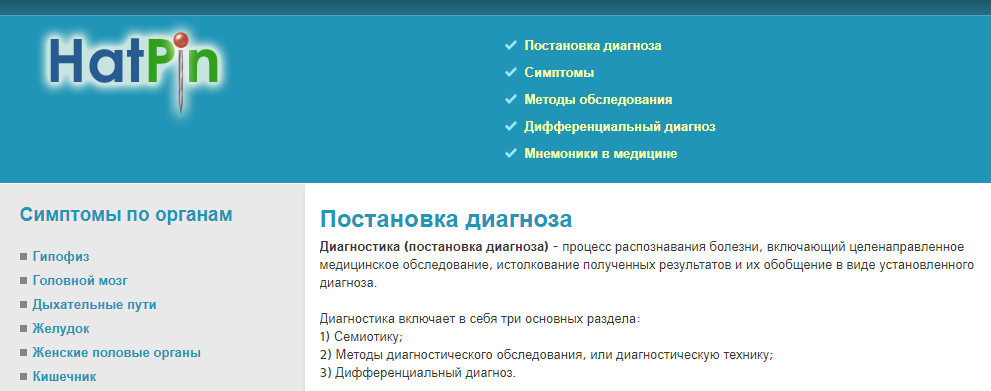 HatPin
Постановка диагноза
Симптомы
Методы обследования
Дифференциальный диагноз
Мнемоники в медицине
Симптомы по органам
Гипофиз
Головной мозг
Дыхательные пути
Желудок
Женские половые органы
Кишечник
Постановка диагноза
Диагностика (постановка диагноза) - процесс распознавания болезни, включающий целенаправленное
медицинское обследование, истолкование полученных результатов и их обобщение в виде установленного
диагноза.
Диагностика включает в себя три основных раздела:
1) Семиотику;
2) Методы диагностического обследования, или диагностическую технику;
3) Дифференциальный диагноз.